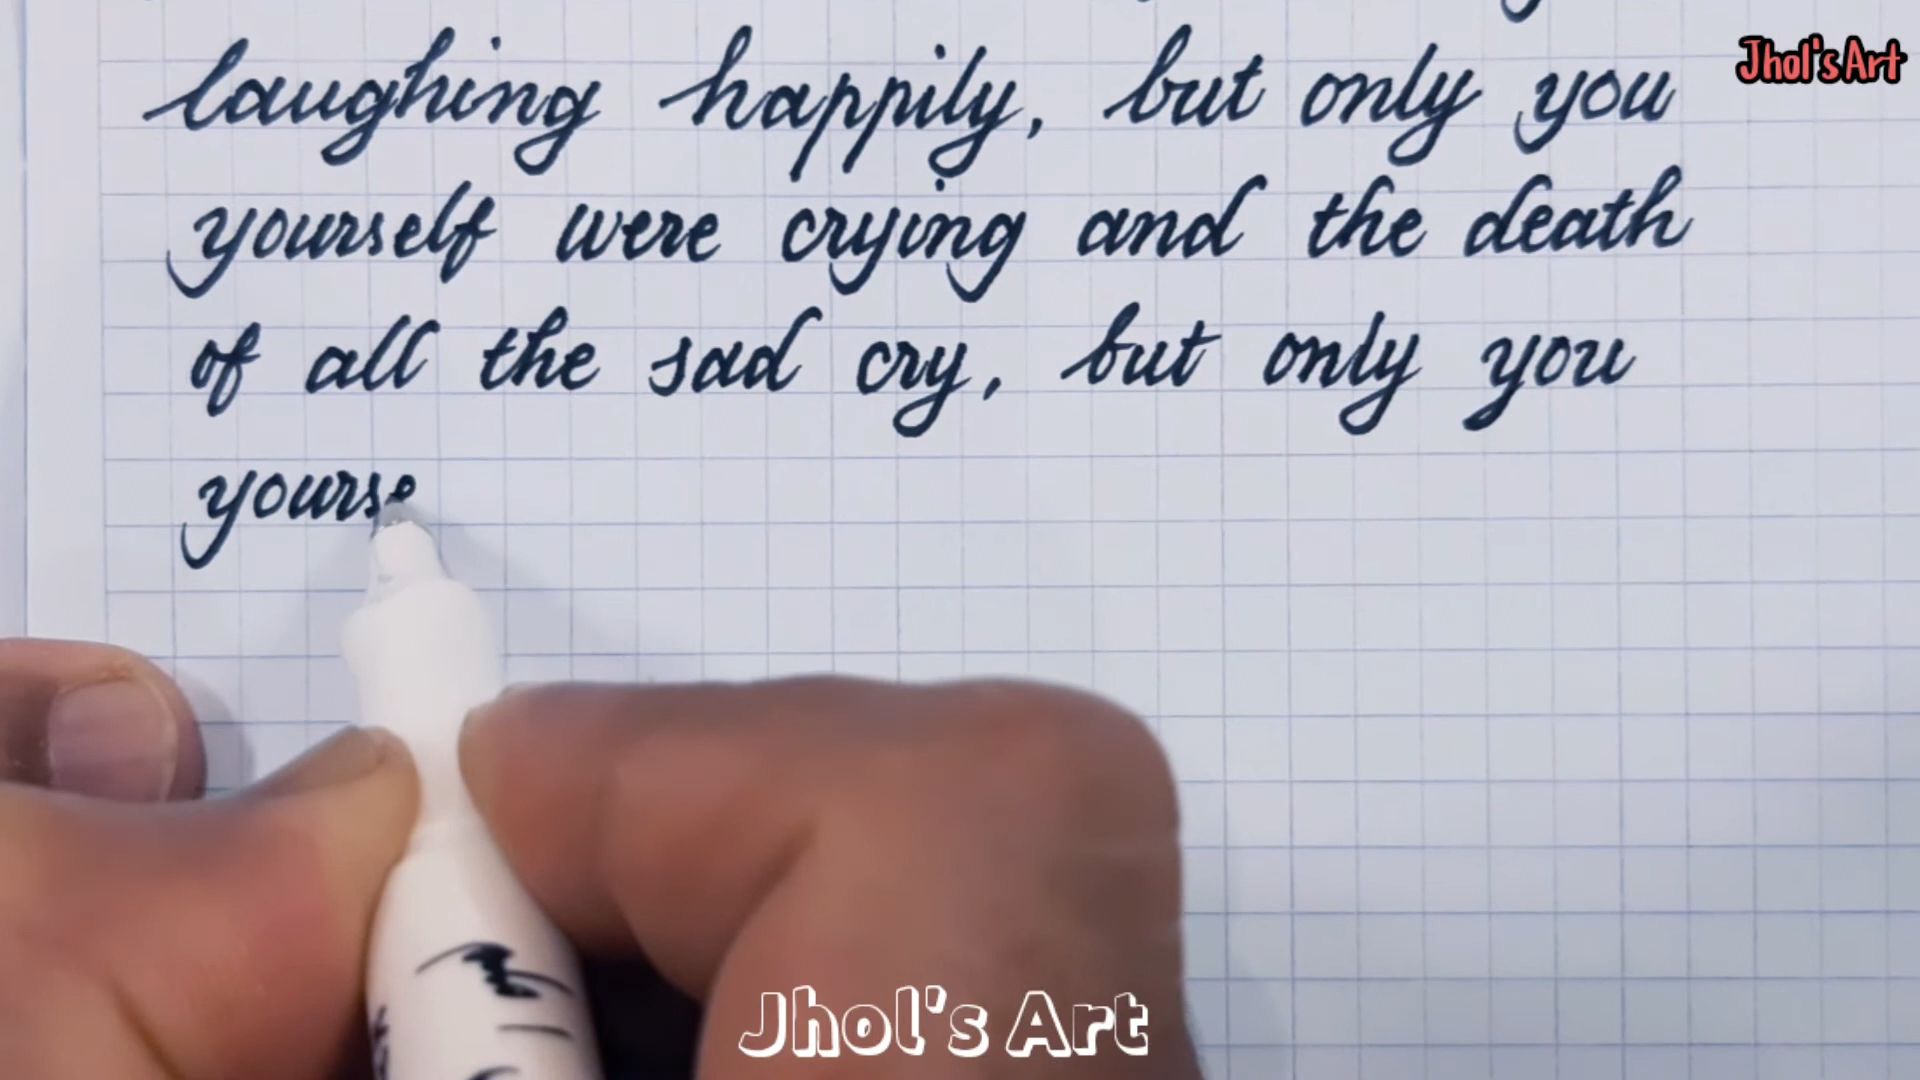 Jhol's Art
laughing happily, but only you
yourself were crying and the death
of all the sad cry, but only you
yourse
Jhol's Art